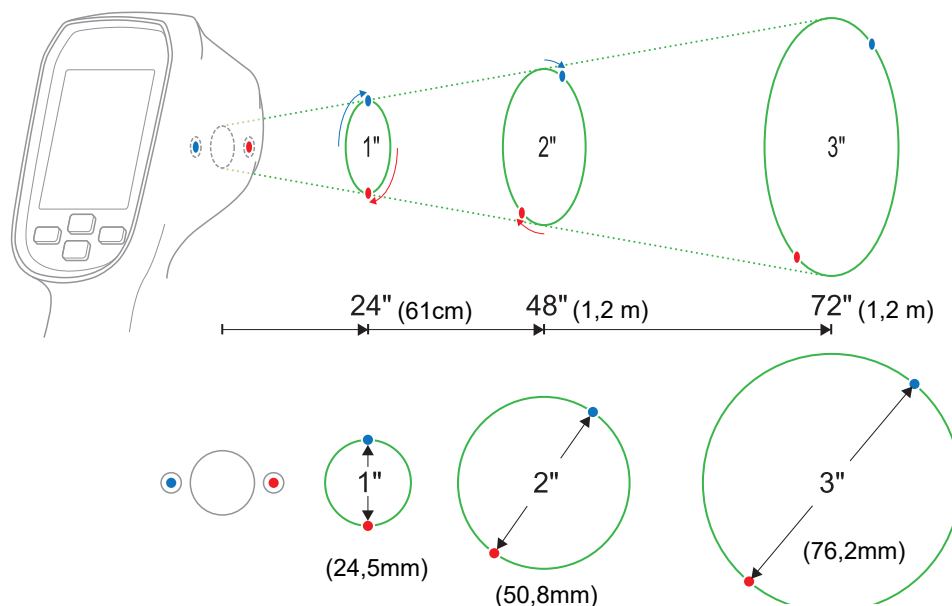 1"
2"
3"
24" (61cm)
48" (1,2 m)
72" (1,2 m)
1"
2"
3"
(24,5mm)
(50,8mm)
(76,2mm)